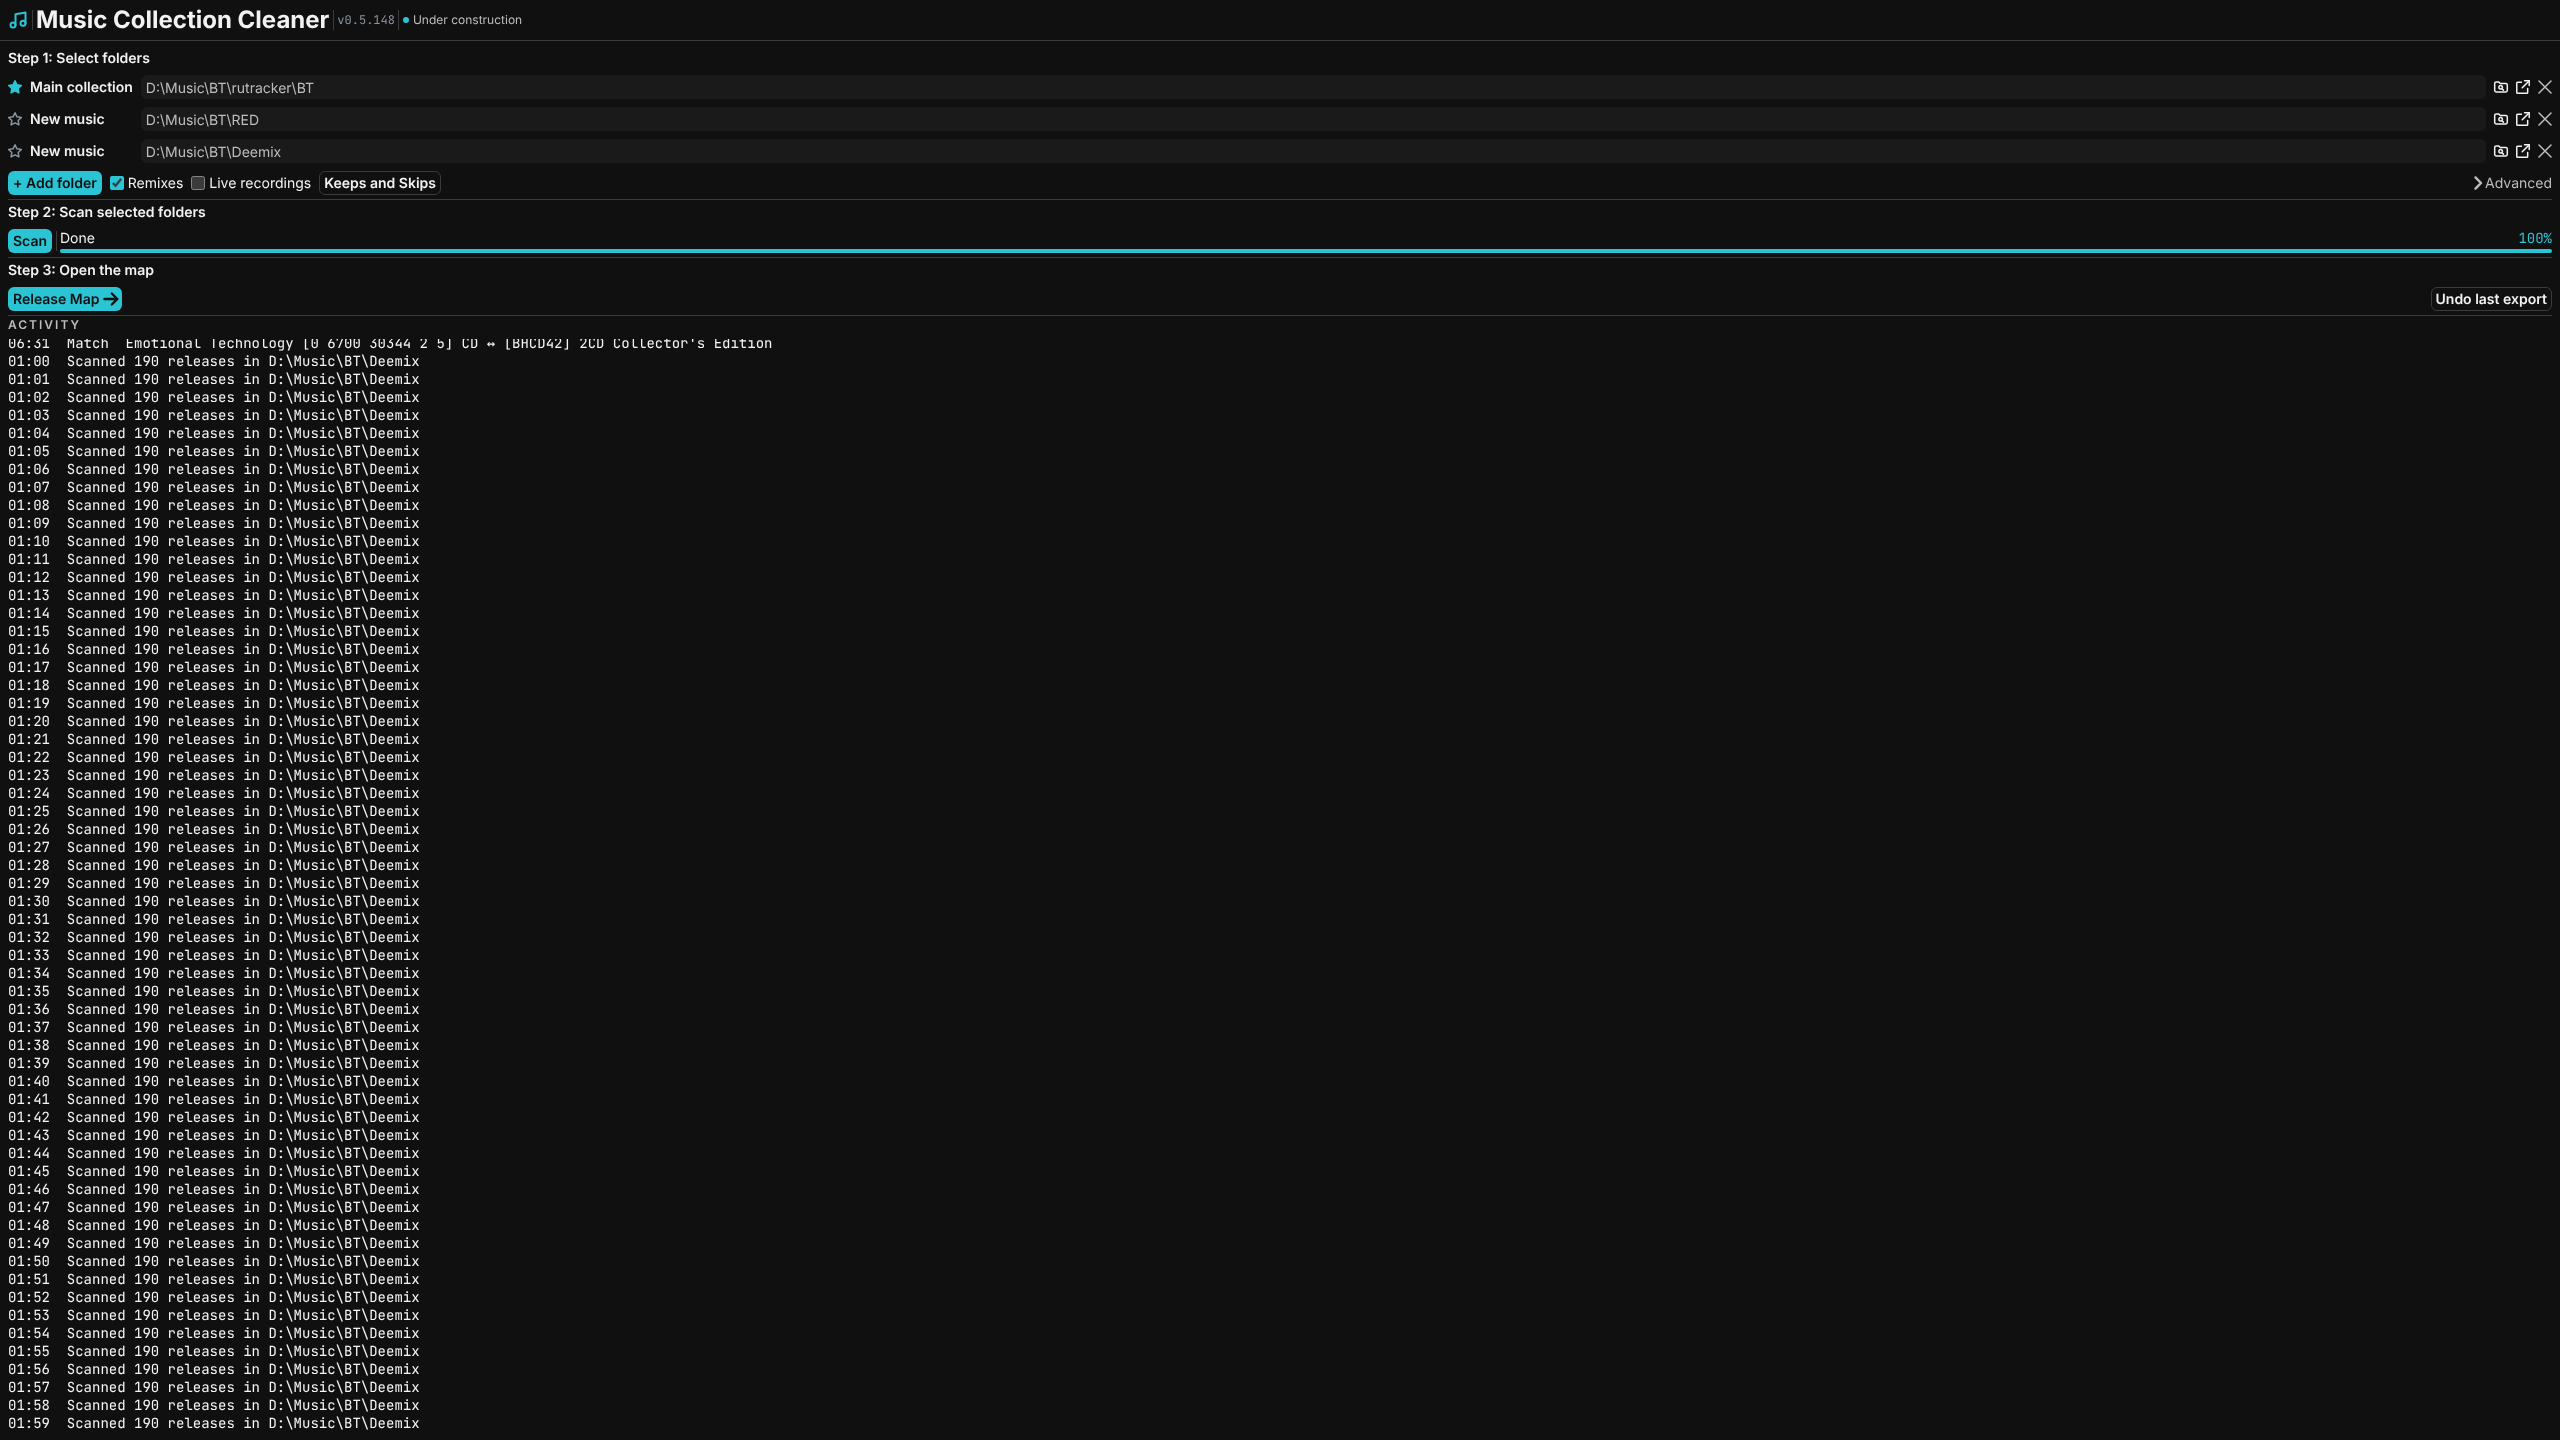 Music Collection Cleaner v0.5.148 Under construction
Step 1: Select folders
Main collection D:\Music\BT\rutracker\BT
New music D:\Music\BT\RED
New music D:\Music\BT\Deemix
+ Add folder Remixes Live recordings Keeps and Skips Advanced
Step 2: Scan selected folders
Scan Done 100%
Step 3: Open the map
Release Map → Undo last export
ACTIVITY
06:31 Match Emotional Technology [0 6700 30344 2 5] CD ↔ [BHCD42] 2CD Collector's Edition
01:00 Scanned 190 releases in D:\Music\BT\Deemix
01:01 Scanned 190 releases in D:\Music\BT\Deemix
01:02 Scanned 190 releases in D:\Music\BT\Deemix
01:03 Scanned 190 releases in D:\Music\BT\Deemix
01:04 Scanned 190 releases in D:\Music\BT\Deemix
01:05 Scanned 190 releases in D:\Music\BT\Deemix
01:06 Scanned 190 releases in D:\Music\BT\Deemix
01:07 Scanned 190 releases in D:\Music\BT\Deemix
01:08 Scanned 190 releases in D:\Music\BT\Deemix
01:09 Scanned 190 releases in D:\Music\BT\Deemix
01:10 Scanned 190 releases in D:\Music\BT\Deemix
01:11 Scanned 190 releases in D:\Music\BT\Deemix
01:12 Scanned 190 releases in D:\Music\BT\Deemix
01:13 Scanned 190 releases in D:\Music\BT\Deemix
01:14 Scanned 190 releases in D:\Music\BT\Deemix
01:15 Scanned 190 releases in D:\Music\BT\Deemix
01:16 Scanned 190 releases in D:\Music\BT\Deemix
01:17 Scanned 190 releases in D:\Music\BT\Deemix
01:18 Scanned 190 releases in D:\Music\BT\Deemix
01:19 Scanned 190 releases in D:\Music\BT\Deemix
01:20 Scanned 190 releases in D:\Music\BT\Deemix
01:21 Scanned 190 releases in D:\Music\BT\Deemix
01:22 Scanned 190 releases in D:\Music\BT\Deemix
01:23 Scanned 190 releases in D:\Music\BT\Deemix
01:24 Scanned 190 releases in D:\Music\BT\Deemix
01:25 Scanned 190 releases in D:\Music\BT\Deemix
01:26 Scanned 190 releases in D:\Music\BT\Deemix
01:27 Scanned 190 releases in D:\Music\BT\Deemix
01:28 Scanned 190 releases in D:\Music\BT\Deemix
01:29 Scanned 190 releases in D:\Music\BT\Deemix
01:30 Scanned 190 releases in D:\Music\BT\Deemix
01:31 Scanned 190 releases in D:\Music\BT\Deemix
01:32 Scanned 190 releases in D:\Music\BT\Deemix
01:33 Scanned 190 releases in D:\Music\BT\Deemix
01:34 Scanned 190 releases in D:\Music\BT\Deemix
01:35 Scanned 190 releases in D:\Music\BT\Deemix
01:36 Scanned 190 releases in D:\Music\BT\Deemix
01:37 Scanned 190 releases in D:\Music\BT\Deemix
01:38 Scanned 190 releases in D:\Music\BT\Deemix
01:39 Scanned 190 releases in D:\Music\BT\Deemix
01:40 Scanned 190 releases in D:\Music\BT\Deemix
01:41 Scanned 190 releases in D:\Music\BT\Deemix
01:42 Scanned 190 releases in D:\Music\BT\Deemix
01:43 Scanned 190 releases in D:\Music\BT\Deemix
01:44 Scanned 190 releases in D:\Music\BT\Deemix
01:45 Scanned 190 releases in D:\Music\BT\Deemix
01:46 Scanned 190 releases in D:\Music\BT\Deemix
01:47 Scanned 190 releases in D:\Music\BT\Deemix
01:48 Scanned 190 releases in D:\Music\BT\Deemix
01:49 Scanned 190 releases in D:\Music\BT\Deemix
01:50 Scanned 190 releases in D:\Music\BT\Deemix
01:51 Scanned 190 releases in D:\Music\BT\Deemix
01:52 Scanned 190 releases in D:\Music\BT\Deemix
01:53 Scanned 190 releases in D:\Music\BT\Deemix
01:54 Scanned 190 releases in D:\Music\BT\Deemix
01:55 Scanned 190 releases in D:\Music\BT\Deemix
01:56 Scanned 190 releases in D:\Music\BT\Deemix
01:57 Scanned 190 releases in D:\Music\BT\Deemix
01:58 Scanned 190 releases in D:\Music\BT\Deemix
01:59 Scanned 190 releases in D:\Music\BT\Deemix